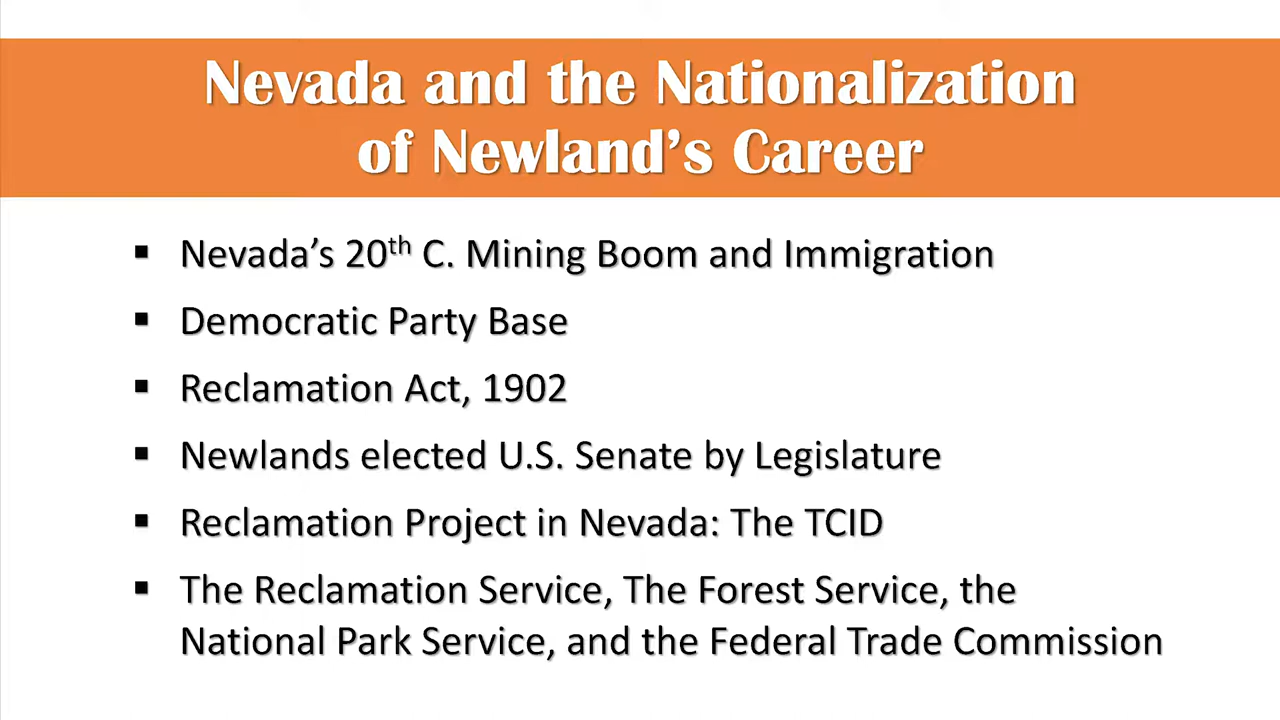 Nevada and the Nationalization
of Newland's Career
▪ Nevada's 20th C. Mining Boom and Immigration
▪ Democratic Party Base
▪ Reclamation Act, 1902
▪ Newlands elected U.S. Senate by Legislature
▪ Reclamation Project in Nevada: The TCID
▪ The Reclamation Service, The Forest Service, the
National Park Service, and the Federal Trade Commission